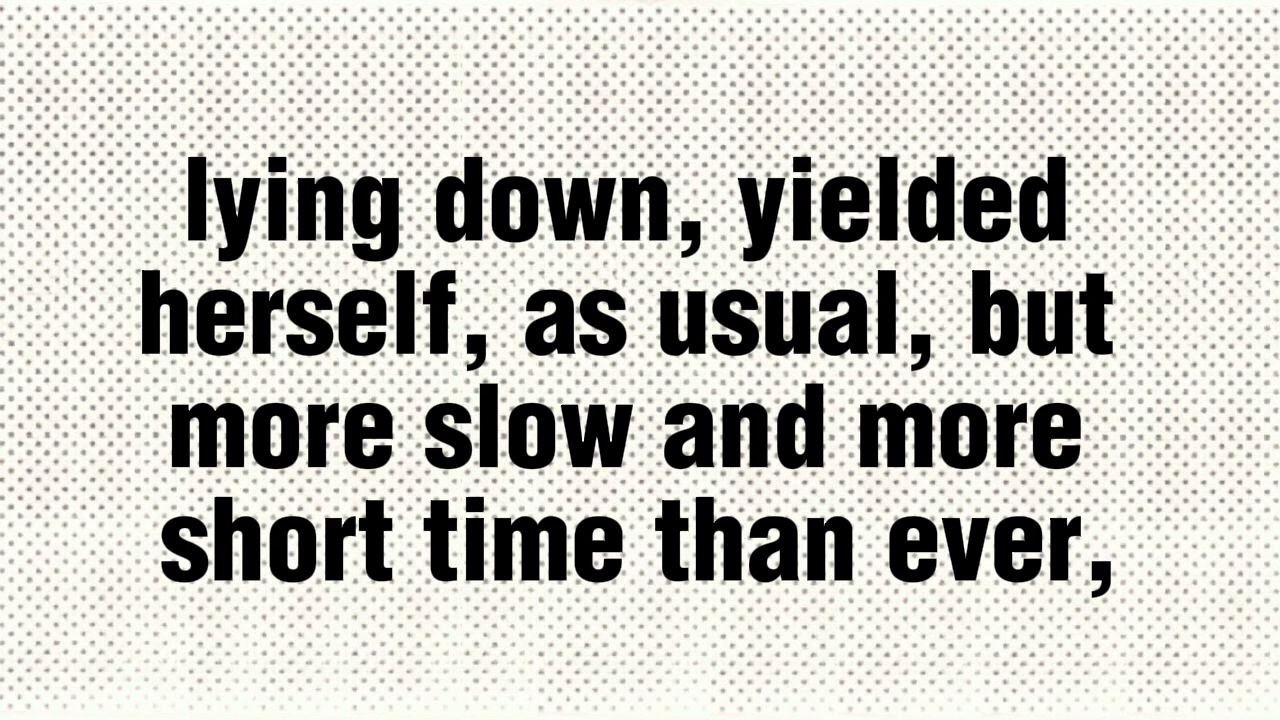 lying down, yielded
herself, as usual, but
more slow and more
short time than ever,